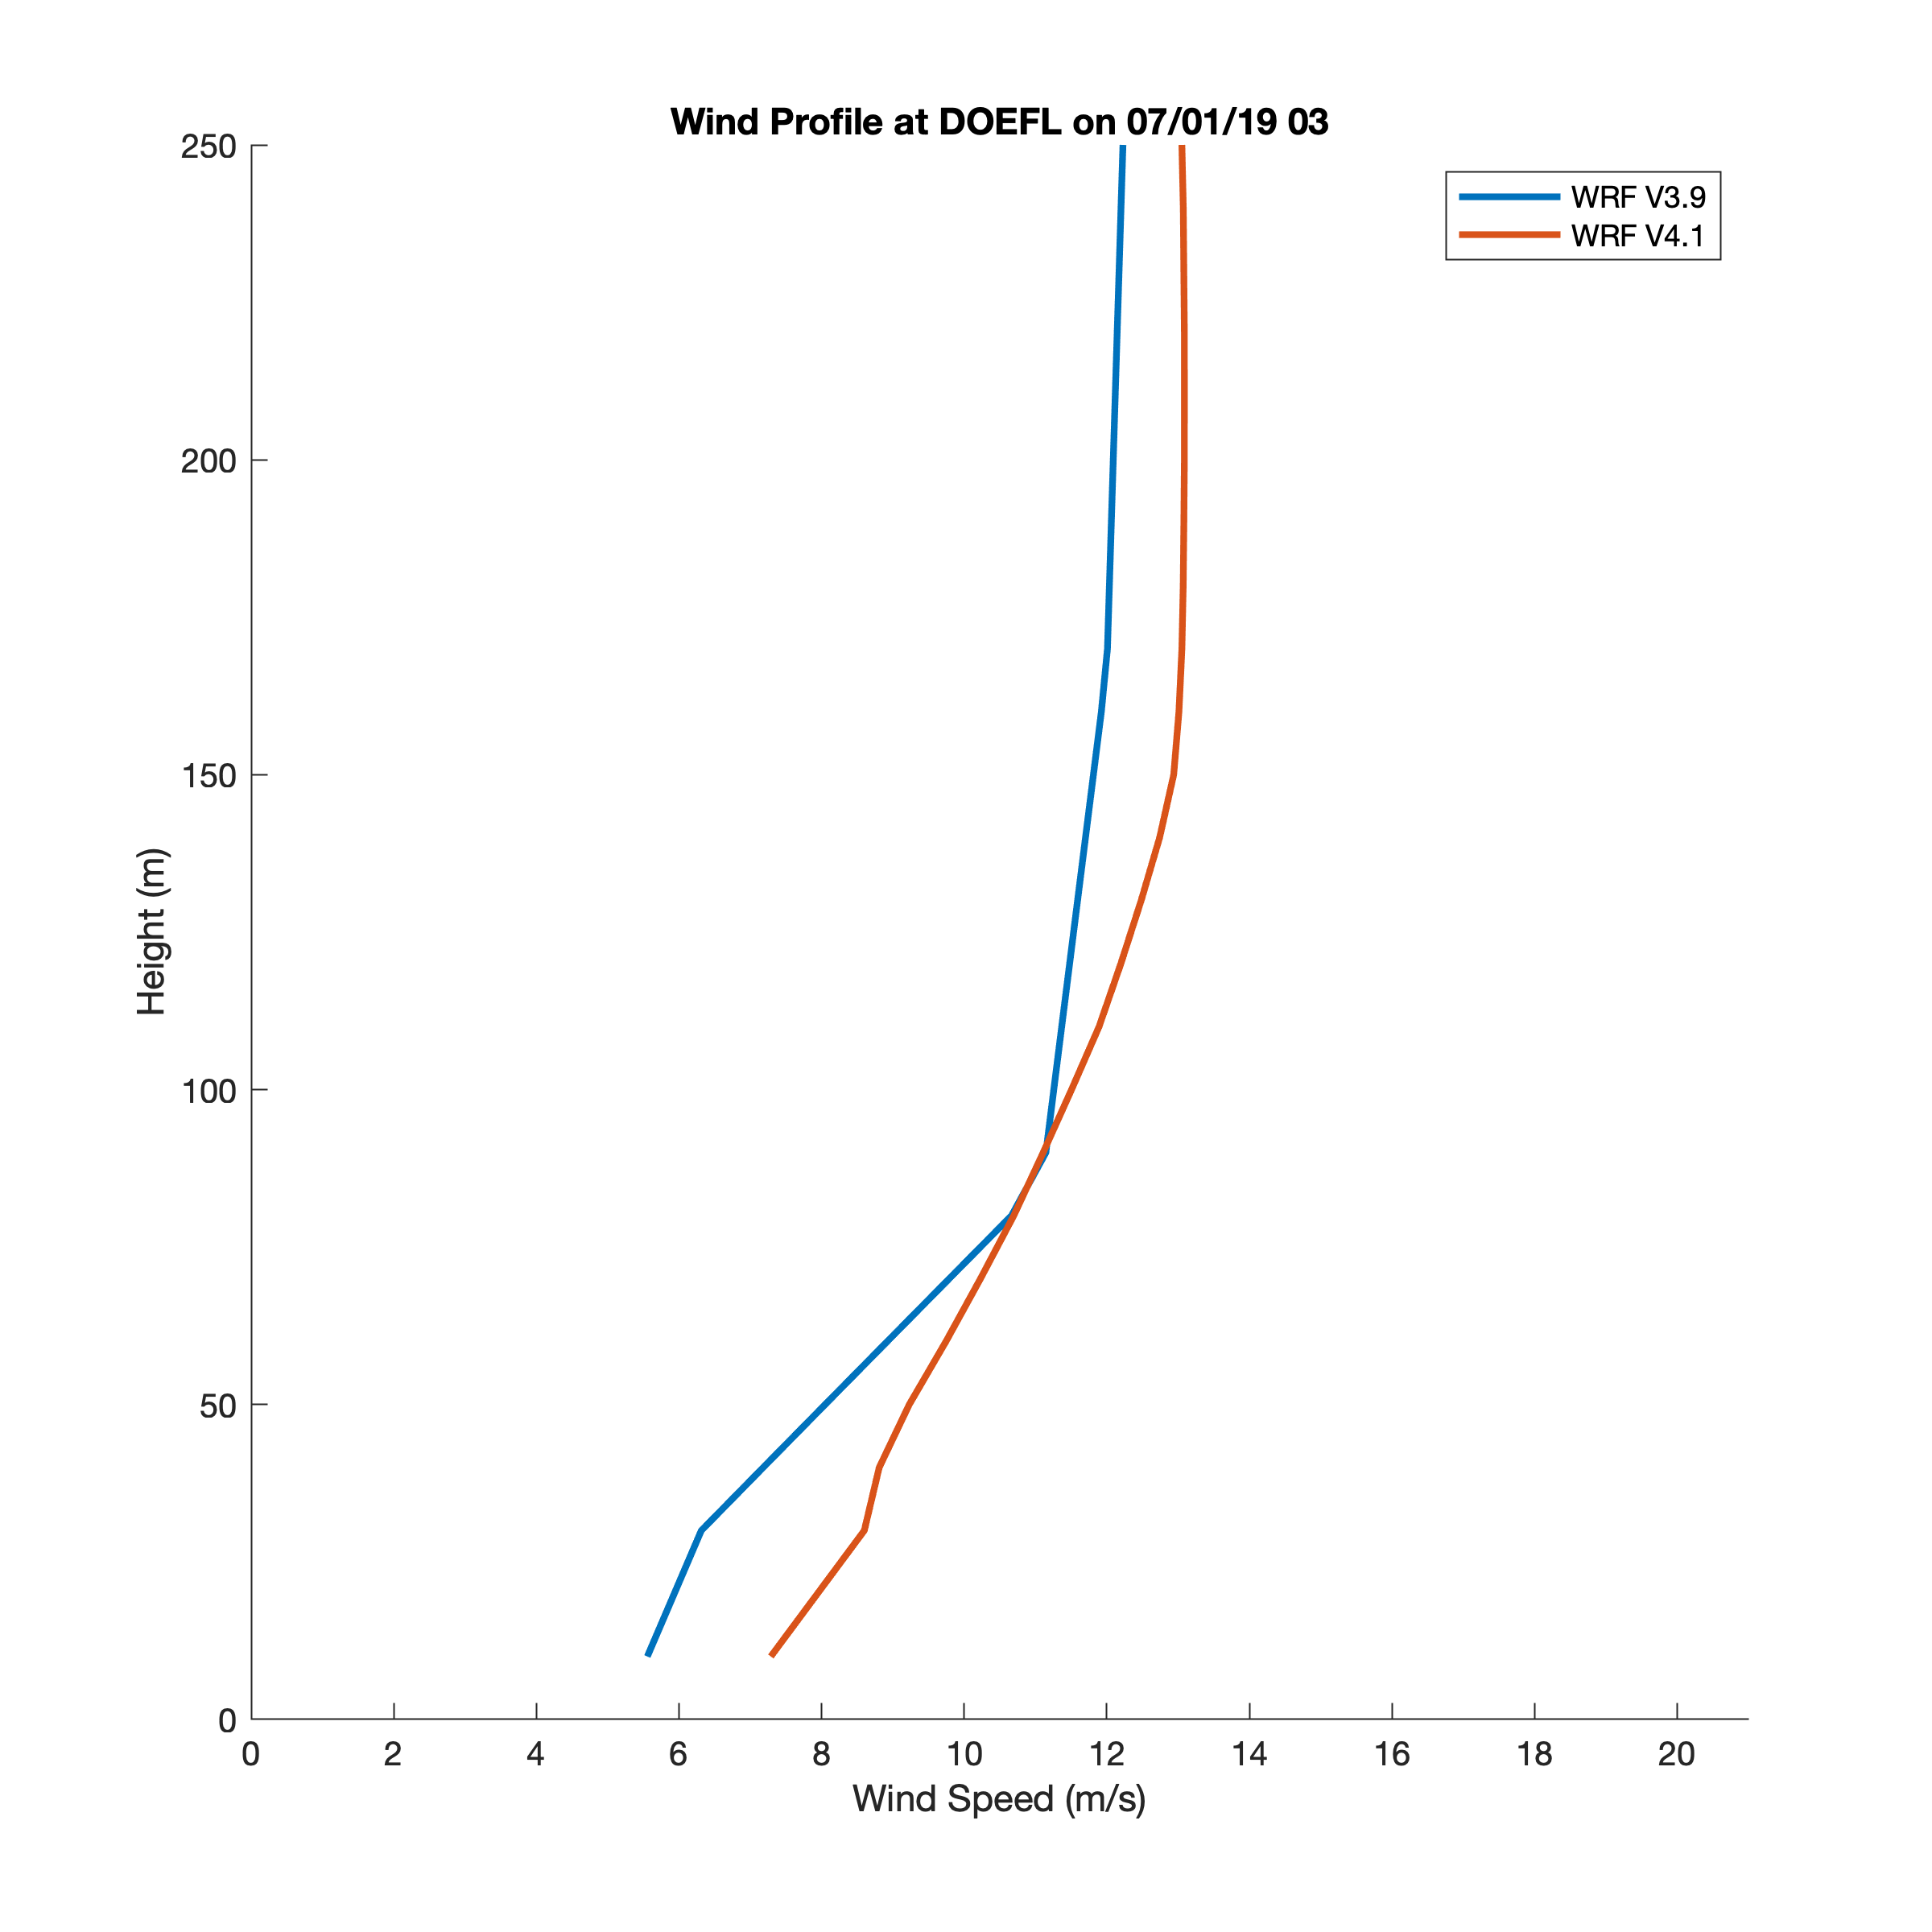 Wind Profile at DOEFL on 07/01/19 03
WRF V3.9
WRF V4.1
250
200
150
100
50
0
Height (m)
0 2 4 6 8 10 12 14 16 18 20
Wind Speed (m/s)